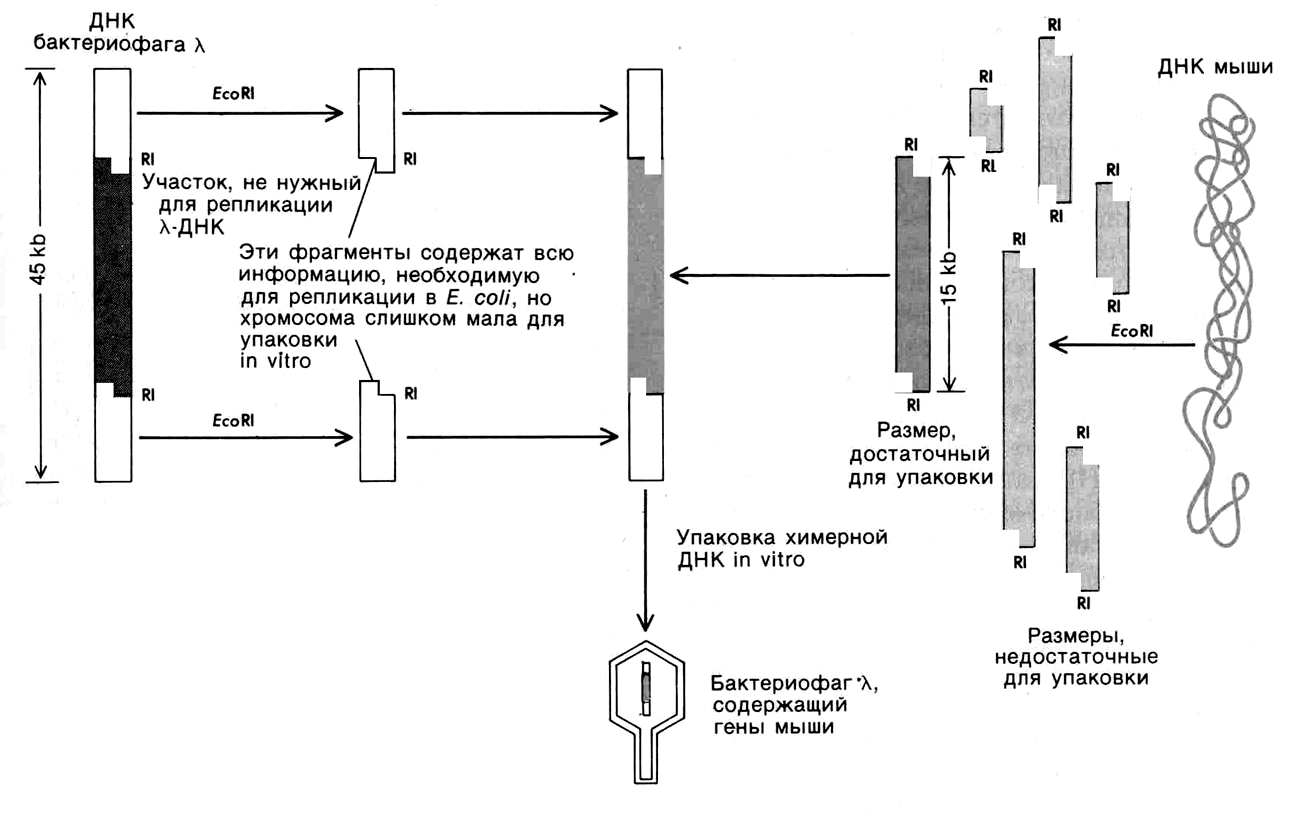 ДНК
бактериофага λ
45 kb
EcoRI
RI
Участок, не нужный
для репликации
λ-ДНК
RI
EcoRI
RI
Эти фрагменты содержат всю
информацию, необходимую
для репликации в E. coli, но
хромосома слишком мала для
упаковки
in vitro
RI
RI
15 kb
RI
Размер,
достаточный
для упаковки
RI
RL
RI
RI
RI
RI
RI
RI
RI
RI
Размеры,
недостаточные
для упаковки
EcoRI
ДНК мыши
Упаковка химерной
ДНК in vitro
Бактериофаг λ,
содержащий
гены мыши